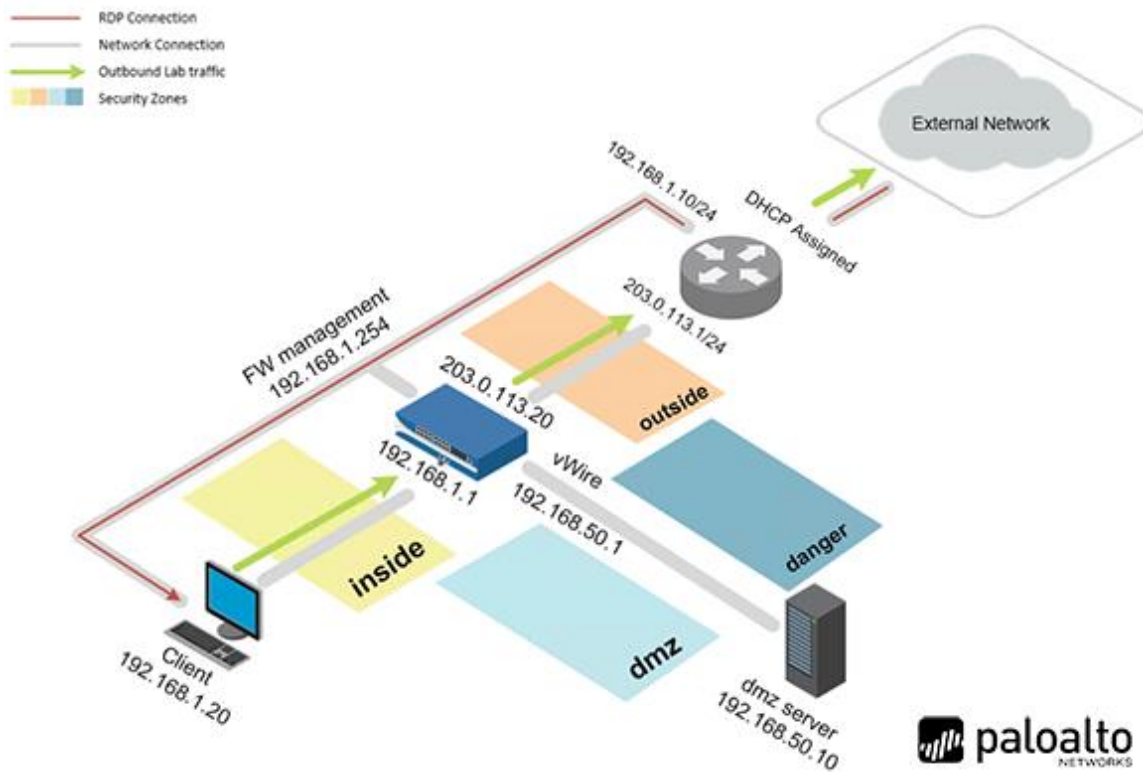 RDP Connection
Network Connection
Outbound Lab traffic
Security Zones
External Network
192.168.1.10/24
DHCP Assigned
203.0.113.1/24
FW management
192.168.1.254
203.0.113.20
outside
192.168.1.1
vWire
192.168.50.1
danger
inside
dmz
Client
192.168.1.20
dmz server
192.168.50.10
paloalto
NETWORKS